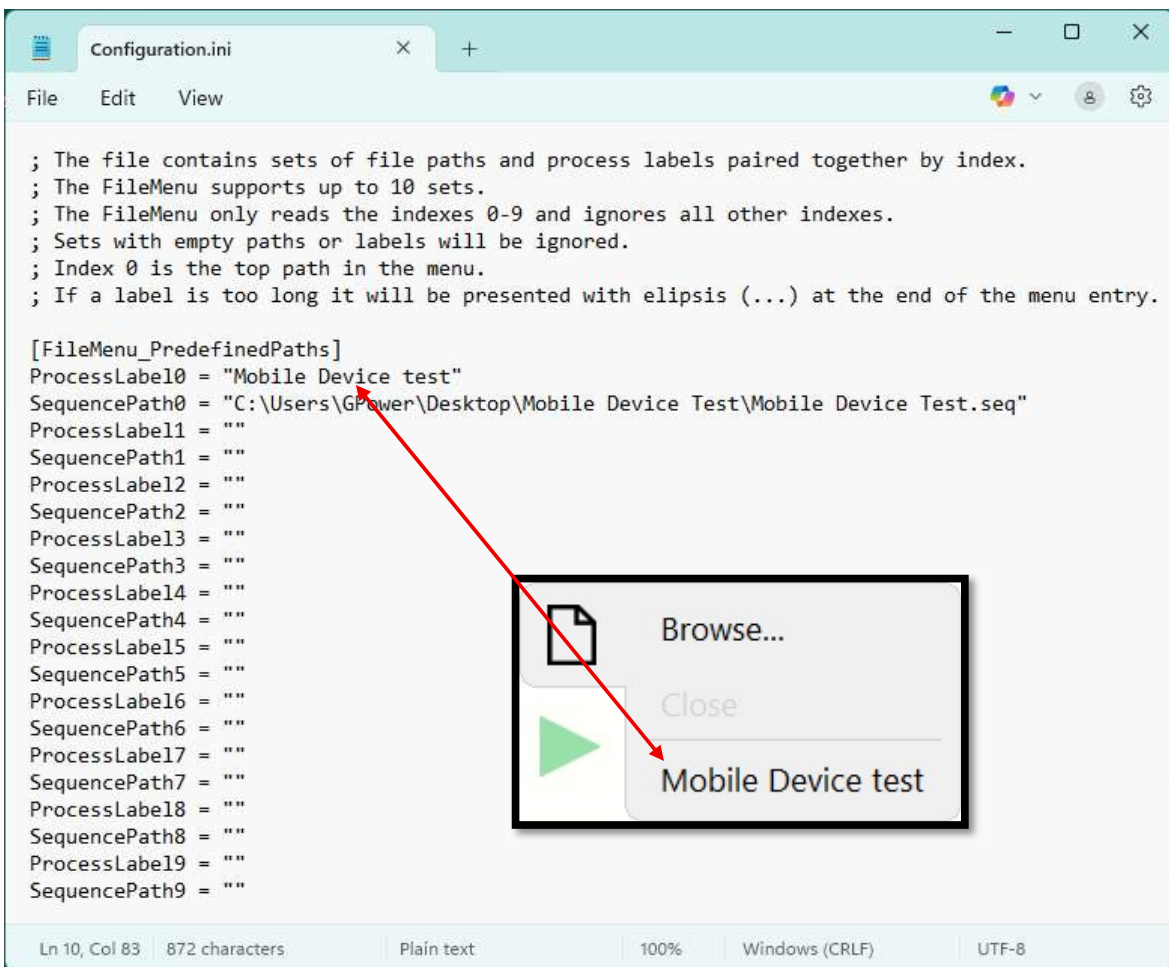 Configuration.ini
File Edit View
; The file contains sets of file paths and process labels paired together by index.
; The FileMenu supports up to 10 sets.
; The FileMenu only reads the indexes 0-9 and ignores all other indexes.
; Sets with empty paths or labels will be ignored.
; Index 0 is the top path in the menu.
; If a label is too long it will be presented with elipsis (...) at the end of the menu entry.
[FileMenu_PredefinedPaths]
ProcessLabel0 = "Mobile Device test"
SequencePath0 = "C:\Users\GPower\Desktop\Mobile Device Test\Mobile Device Test.seq"
ProcessLabel1 = ""
SequencePath1 = ""
ProcessLabel2 = ""
SequencePath2 = ""
ProcessLabel3 = ""
SequencePath3 = ""
ProcessLabel4 = ""
SequencePath4 = ""
ProcessLabel5 = ""
SequencePath5 = ""
ProcessLabel6 = ""
SequencePath6 = ""
ProcessLabel7 = ""
SequencePath7 = ""
ProcessLabel8 = ""
SequencePath8 = ""
ProcessLabel9 = ""
SequencePath9 = ""
Browse...
Close
Mobile Device test
Ln 10, Col 83 872 characters Plain text 100% Windows (CRLF) UTF-8